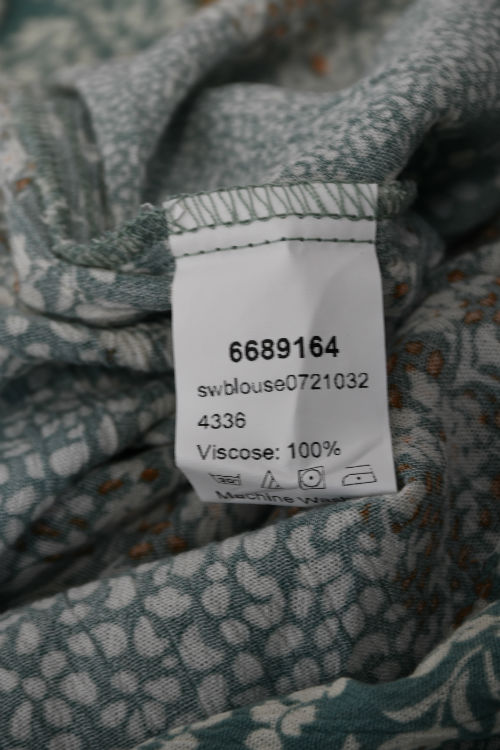 6689164
swblouse0721032
4336
Viscose: 100%
Machine Wash